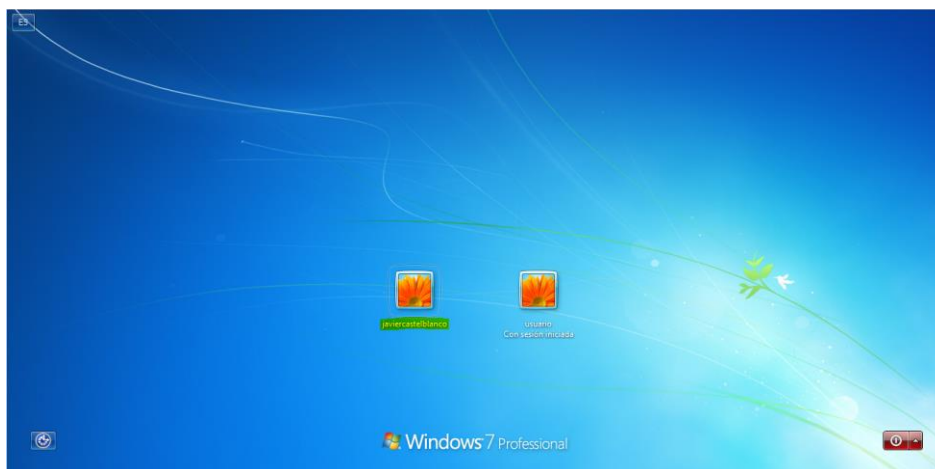 ES
javiercastelblanco
usuario
Con sesión iniciada
Windows 7 Professional